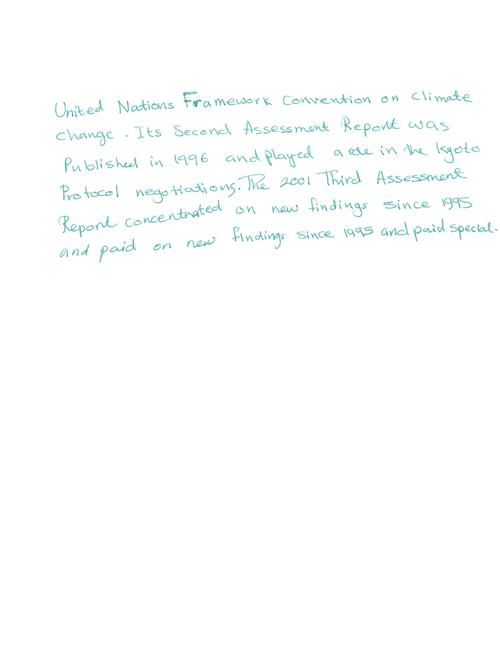 United Nations Framework Convention on climate
change . Its Second Assessment Report was
Published in 1996 and played a role in the Kyoto
Protocol negotiations. The 2001 Third Assessment
Report concentrated on new findings since 1995
and paid on new findings since 1995 and paid special.